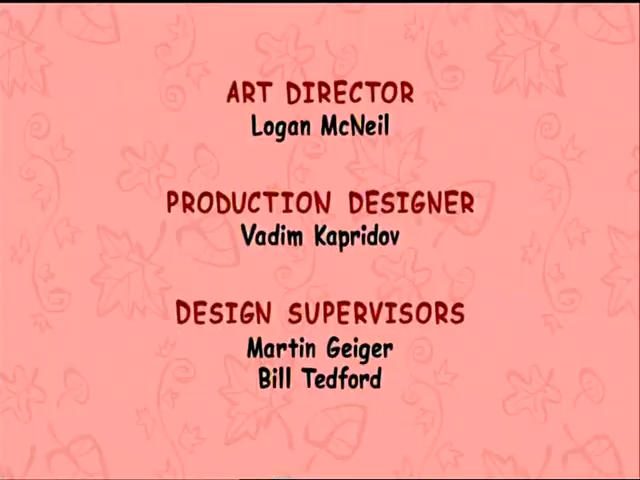 ART DIRECTOR
Logan McNeil
PRODUCTION DESIGNER
Vadim Kapridov
DESIGN SUPERVISORS
Martin Geiger
Bill Tedford